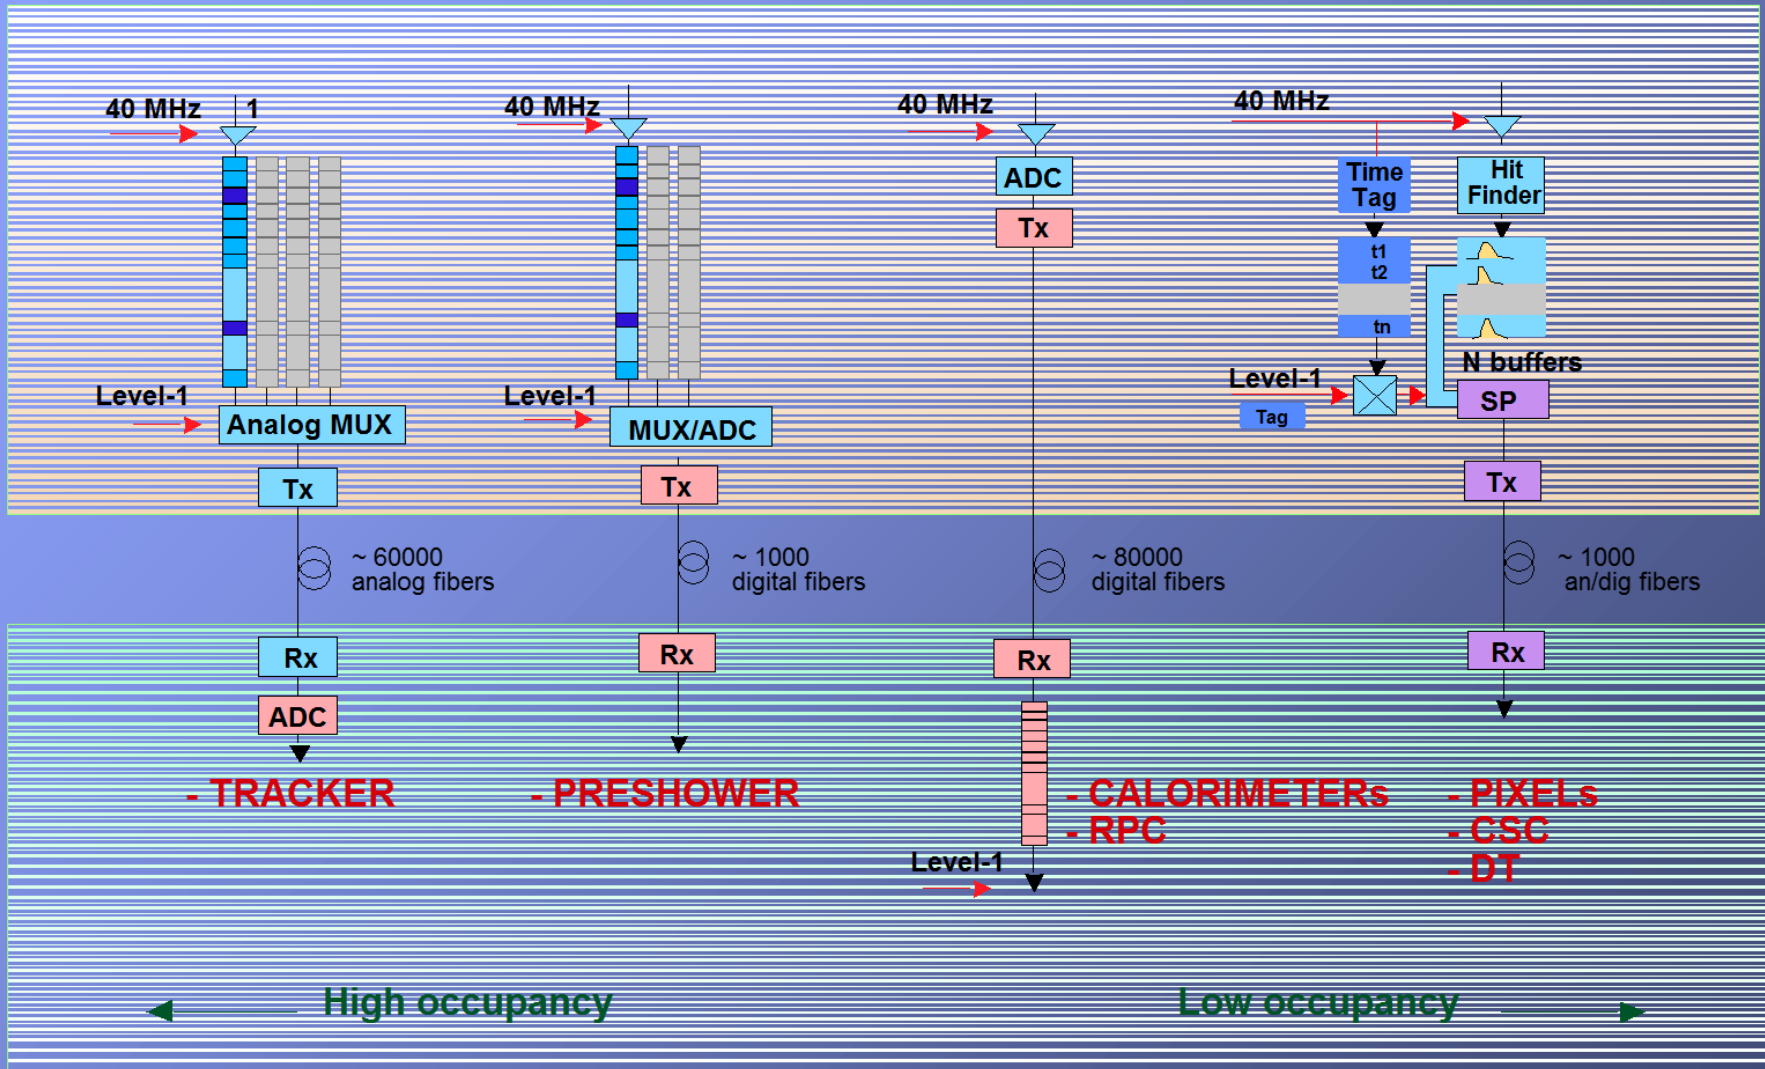 40 MHz
1
40 MHz
40 MHz
40 MHz
ADC
Tx
Time
Tag
Hit
Finder
t1
t2
tn
N buffers
Level-1
Analog MUX
Tx
Level-1
MUX/ADC
Tx
Level-1
Tag
SP
Tx
~ 60000
analog fibers
~ 1000
digital fibers
~ 80000
digital fibers
~ 1000
an/dig fibers
Rx
ADC
Rx
Rx
Rx
- TRACKER
- PRESHOWER
- CALORIMETERs
- RPC
- PIXELs
- CSC
- DT
Level-1
High occupancy
Low occupancy